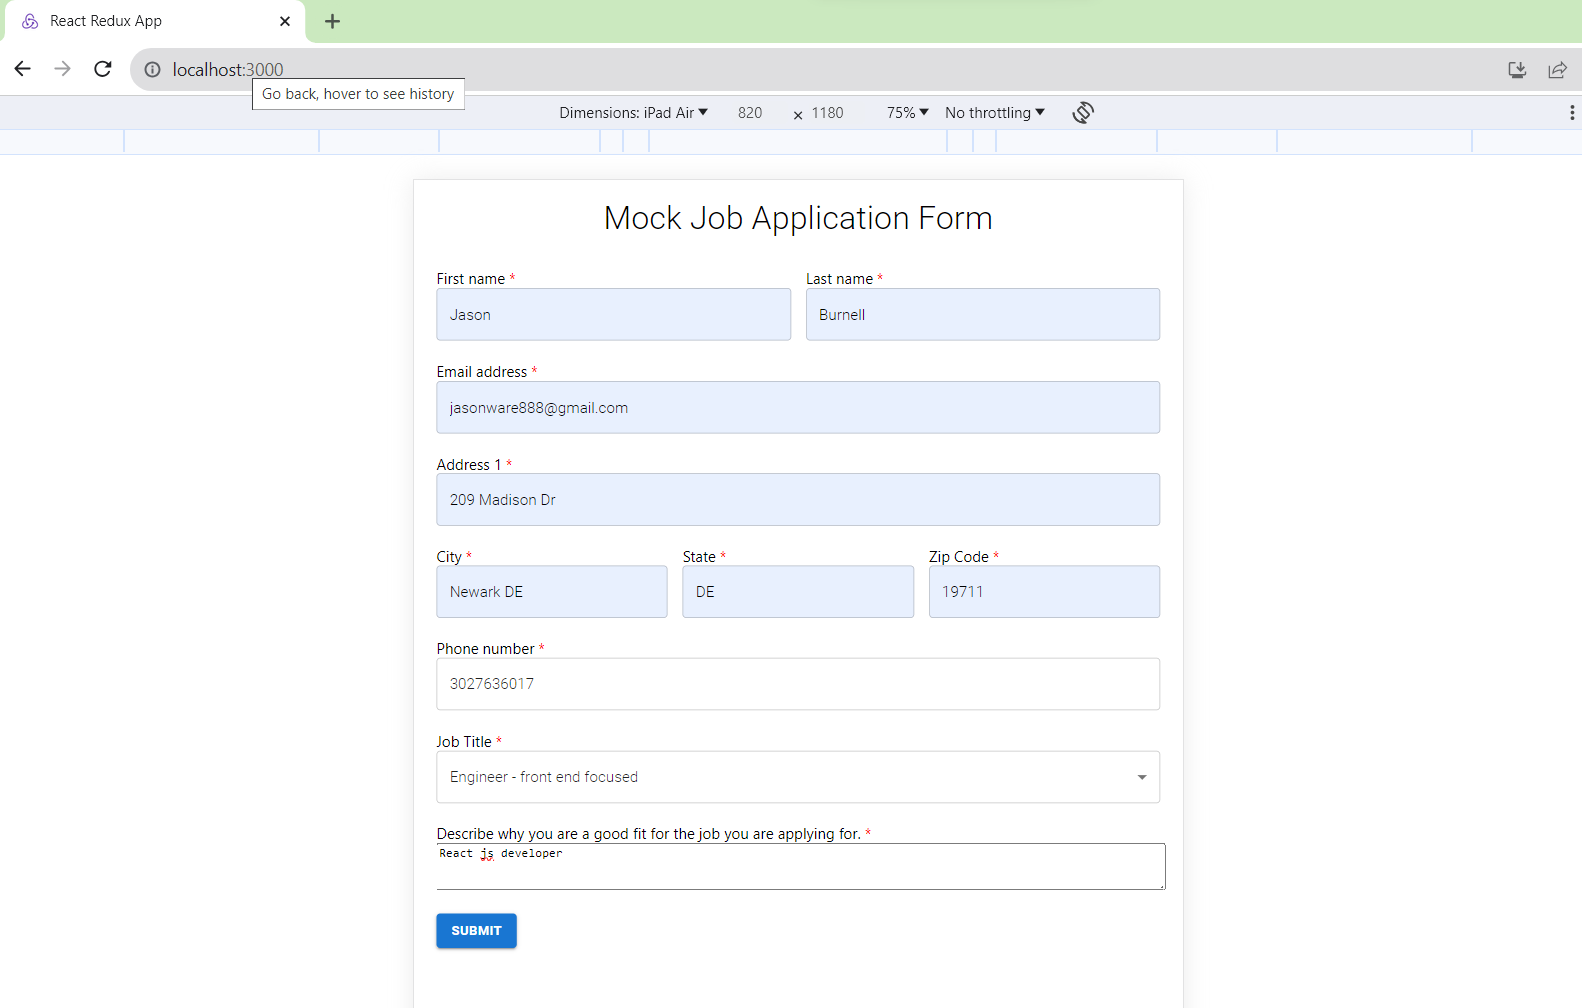 React Redux App
localhost:3000
Go back, hover to see history
Dimensions: iPad Air 820 × 1180 75% No throttling
Mock Job Application Form
First name * Last name *
Jason Burnell
Email address *
jasonware888@gmail.com
Address 1 *
209 Madison Dr
City * State * Zip Code *
Newark DE DE 19711
Phone number *
3027636017
Job Title *
Engineer - front end focused
Describe why you are a good fit for the job you are applying for. *
React js developer
SUBMIT